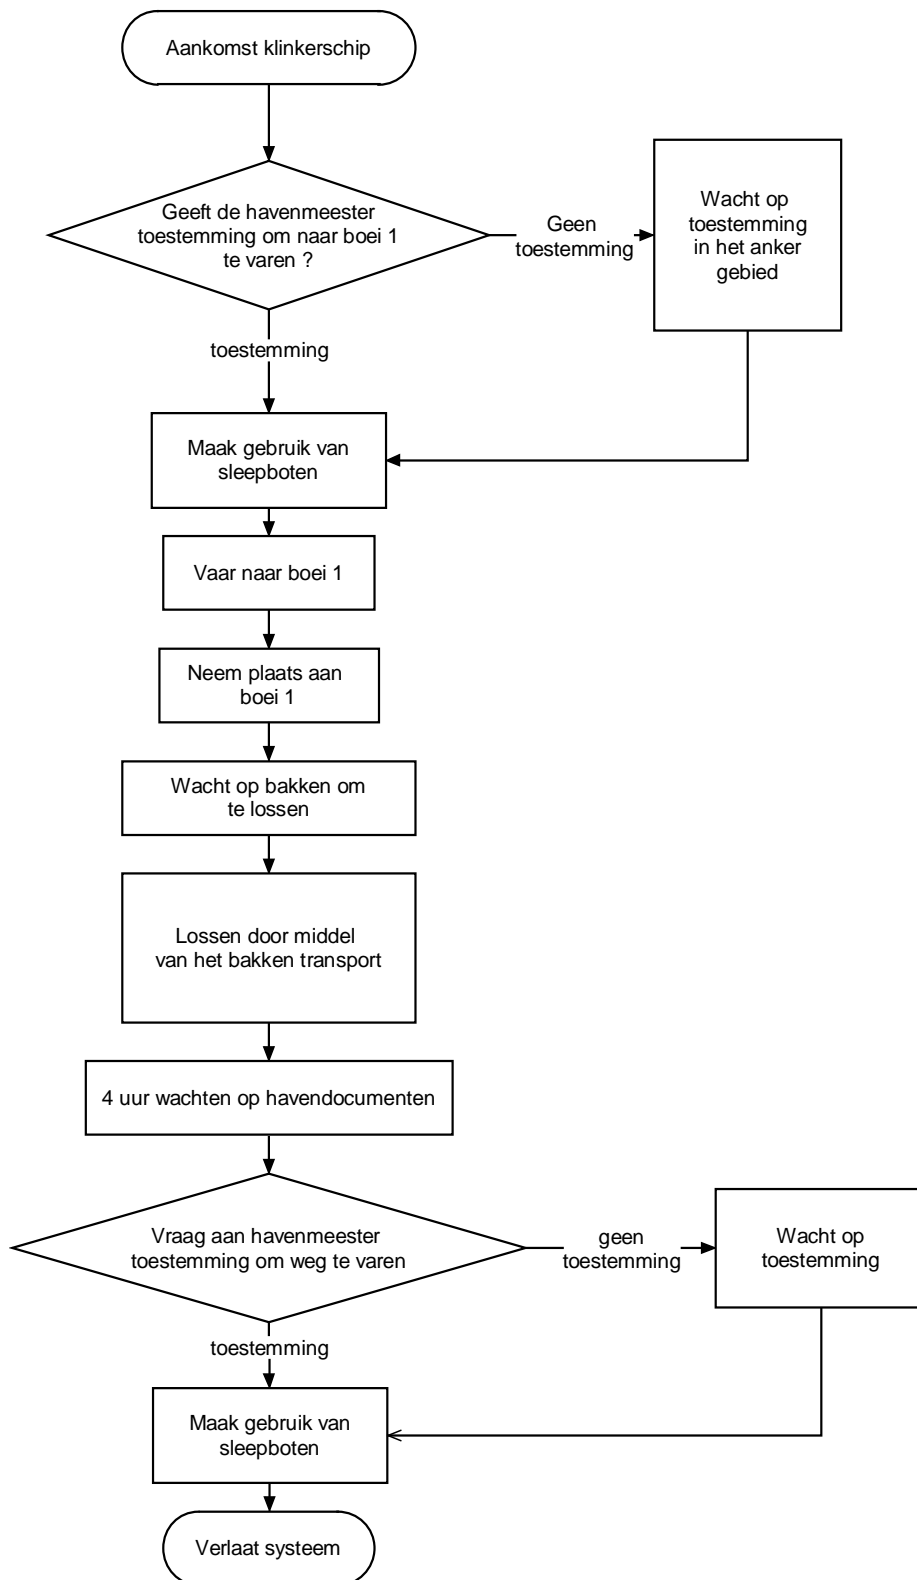 Aankomst klinkerschip
Geeft de havenmeester
toestemming om naar boei 1
te varen ?
Geen
toestemming
Wacht op
toestemming
in het anker
gebied
toestemming
Maak gebruik van
sleepboten
Vaar naar boei 1
Neem plaats aan
boei 1
Wacht op bakken om
te lossen
Lossen door middel
van het bakken transport
4 uur wachten op havendocumenten
Vraag aan havenmeester
toestemming om weg te varen
geen
toestemming
Wacht op
toestemming
toestemming
Maak gebruik van
sleepboten
Verlaat systeem